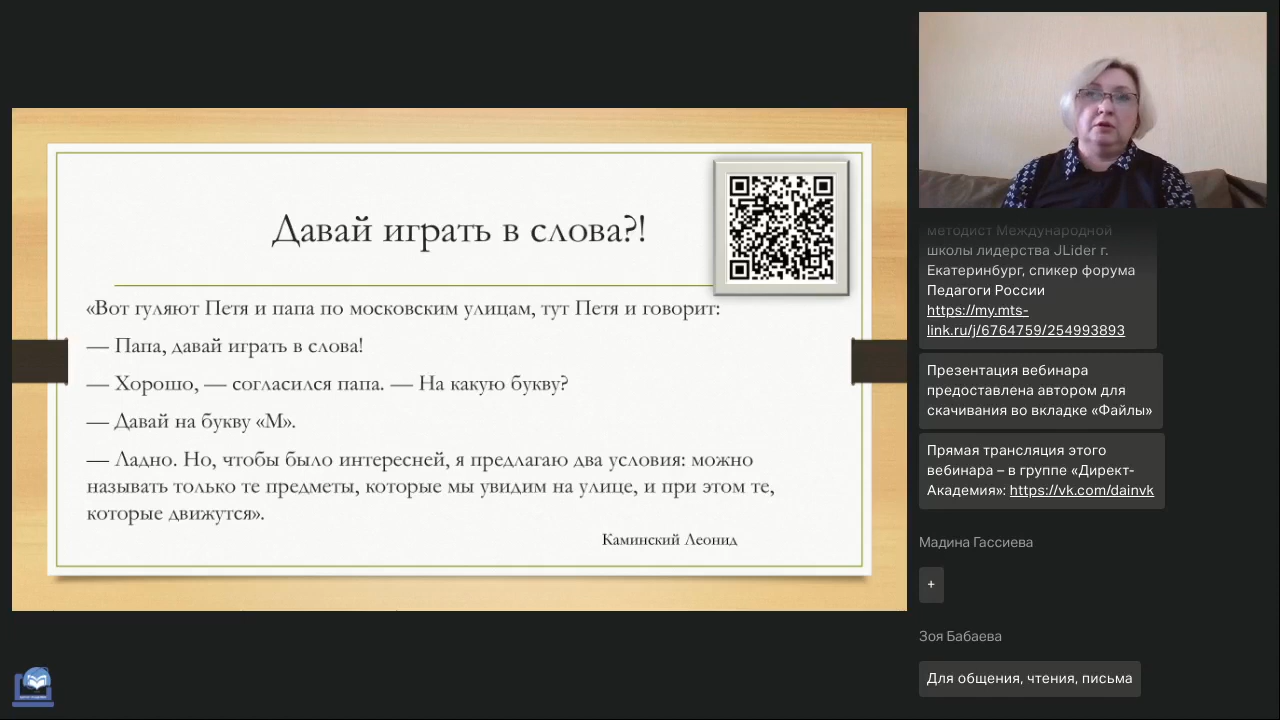 Давай играть в слова?!
«Вот гуляют Петя и папа по московским улицам, тут Петя и говорит:
— Папа, давай играть в слова!
— Хорошо, — согласился папа. — На какую букву?
— Давай на букву «М».
— Ладно. Но, чтобы было интересней, я предлагаю два условия: можно
называть только те предметы, которые мы увидим на улице, и при этом те,
которые движутся».
Каминский Леонид
методист Международной
школы лидерства JLider г.
Екатеринбург, спикер форума
Педагоги России
https://my.mts-
link.ru/j/6764759/254993893
Презентация вебинара
предоставлена автором для
скачивания во вкладке «Файлы»
Прямая трансляция этого
вебинара – в группе «Директ-
Академия»: https://vk.com/dainvk
Мадина Гассиева
+
Зоя Бабаева
Для общения, чтения, письма